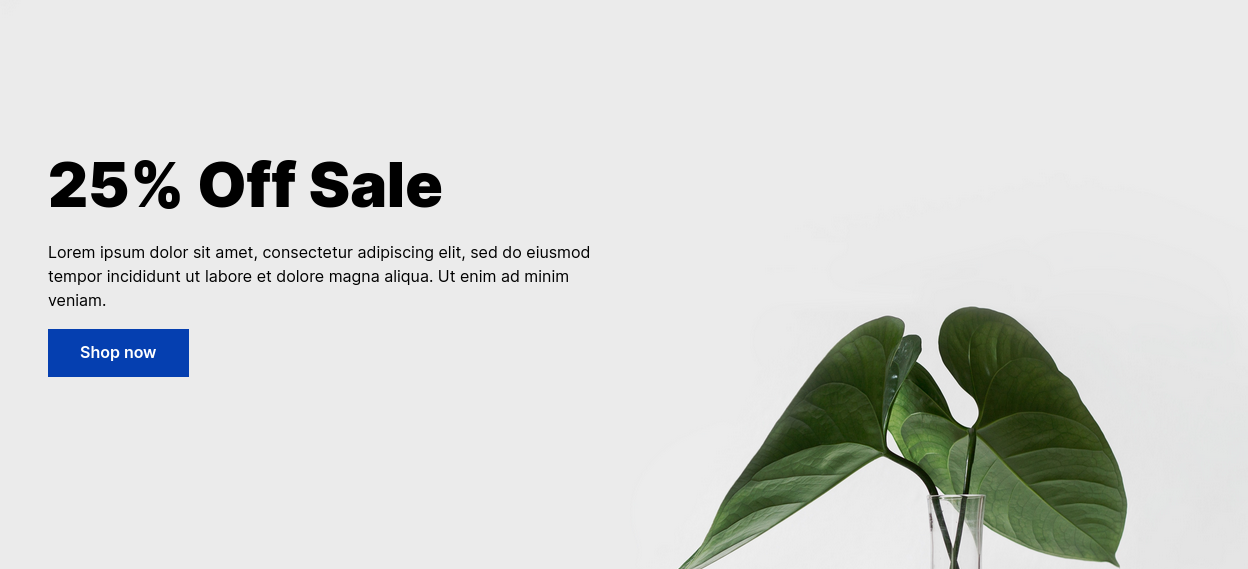 25% Off Sale
Lorem ipsum dolor sit amet, consectetur adipiscing elit, sed do eiusmod
tempor incididunt ut labore et dolore magna aliqua. Ut enim ad minim
veniam.
Shop now